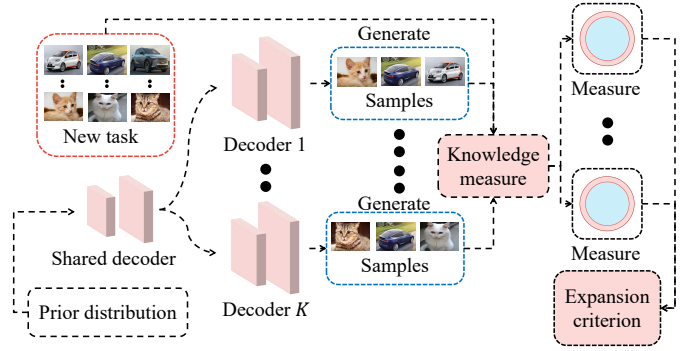 New task
Generate
Samples
Measure
Decoder 1
Knowledge
measure
Shared decoder
Generate
Samples
Measure
Decoder K
Prior distribution
Expansion
criterion